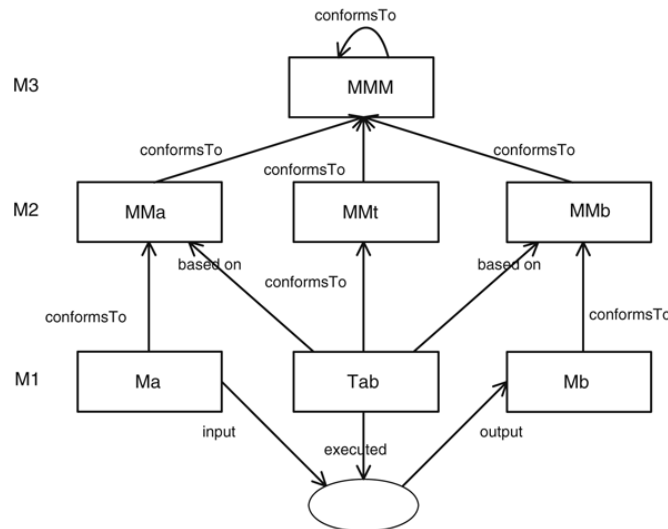 conformsTo
M3
MMM
conformsTo
conformsTo
conformsTo
M2
MMa
MMt
MMb
based on
based on
conformsTo
conformsTo
conformsTo
M1
Ma
Tab
Mb
input
executed
output